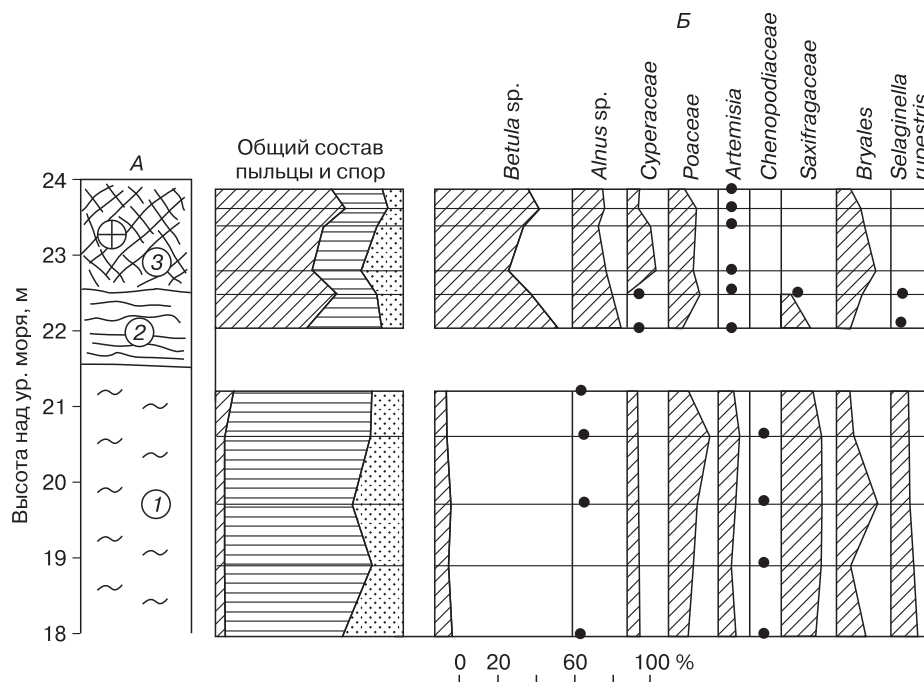 Б
А
Общий состав
пыльцы и спор
Betula sp.
Alnus sp.
Cyperaceae
Poaceae
Artemisia
Chenopodiaceae
Saxifragaceae
Bryales
Selaginella
rupestris
Высота над ур. моря, м
24
23
22
21
20
19
18
3
2
1
0 20 60 100 %